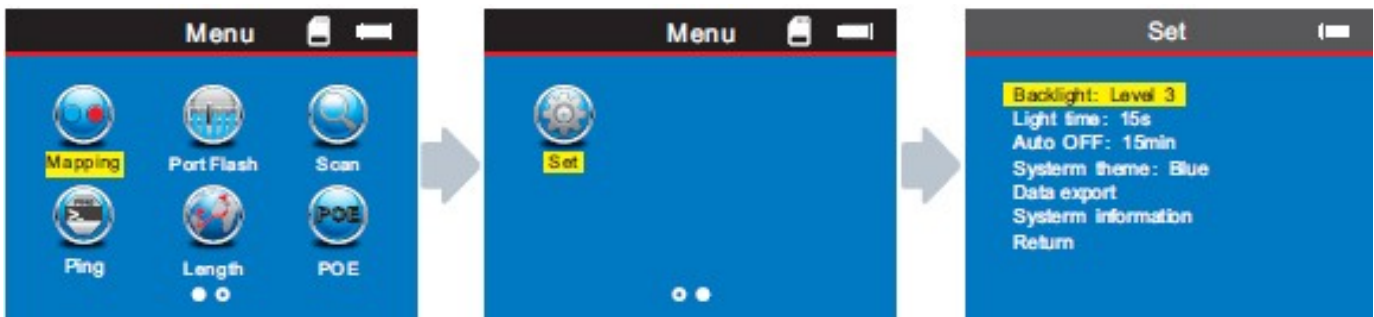 Menu
Mapping
Port Flash
Scan
Ping
Length
POE
POE
Menu
Set
Set
Backlight: Level 3
Light time: 15s
Auto OFF: 15min
Systerm theme: Blue
Data export
Systerm information
Return